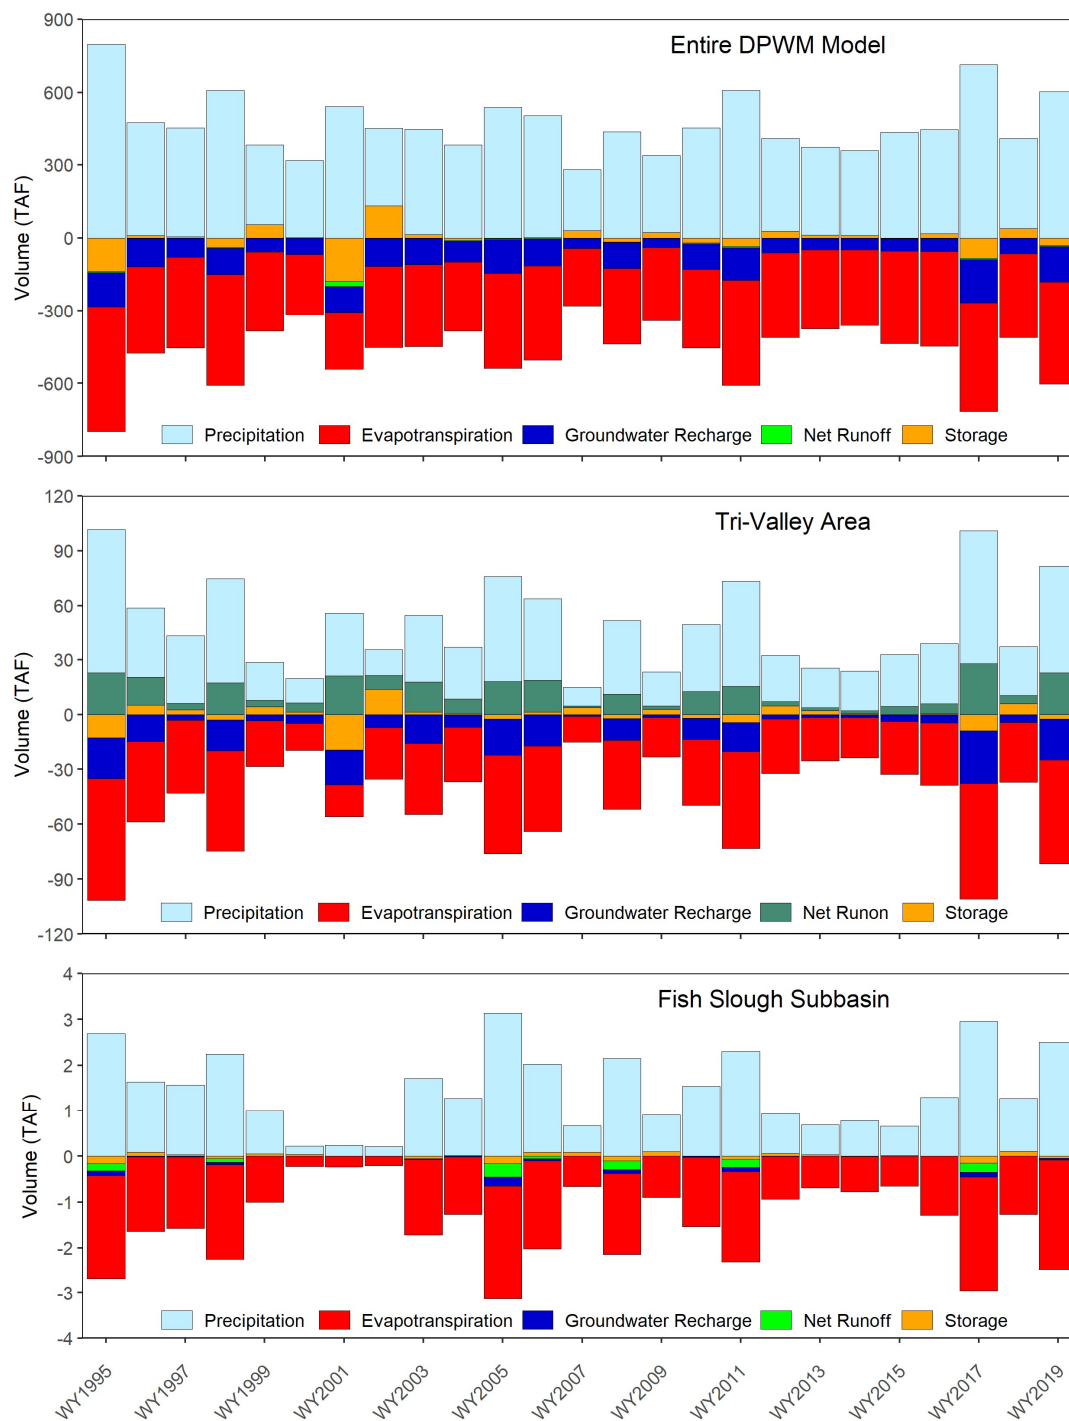 Entire DPWM Model
900
600
300
0
-300
-600
-900
Volume (TAF)
Precipitation Evapotranspiration Groundwater Recharge Net Runoff Storage
Tri-Valley Area
120
90
60
30
0
-30
-60
-90
-120
Volume (TAF)
Precipitation Evapotranspiration Groundwater Recharge Net Runon Storage
Fish Slough Subbasin
4
3
2
1
0
-1
-2
-3
-4
Volume (TAF)
Precipitation Evapotranspiration Groundwater Recharge Net Runoff Storage
WY1995 WY1997 WY1999 WY2001 WY2003 WY2005 WY2007 WY2009 WY2011 WY2013 WY2015 WY2017 WY2019